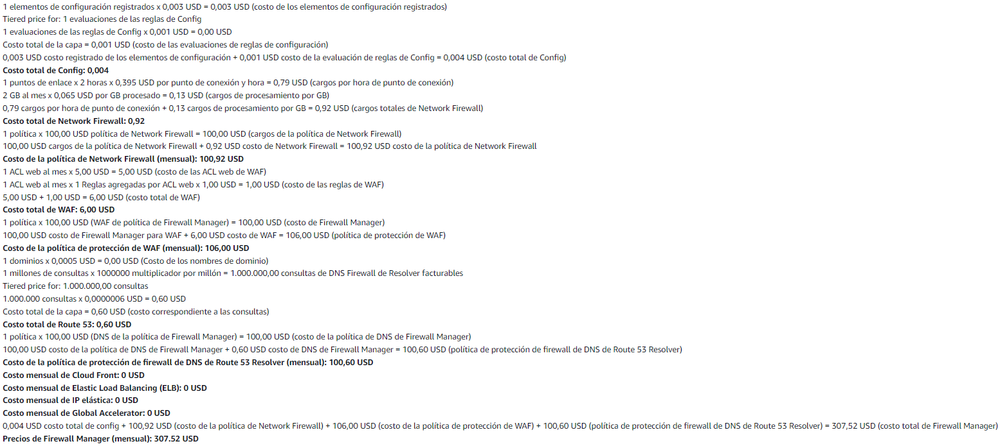 1 elementos de configuración registrados x 0,003 USD = 0,003 USD (costo de los elementos de configuración registrados)
Tiered price for: 1 evaluaciones de las reglas de Config
1 evaluaciones de las reglas de Config x 0,001 USD = 0,00 USD
Costo total de la capa = 0,001 USD (costo de las evaluaciones de reglas de configuración)
0,003 USD costo registrado de los elementos de configuración + 0,001 USD costo de la evaluación de reglas de Config = 0,004 USD (costo total de Config)
Costo total de Config: 0,004
1 puntos de enlace x 2 horas x 0,395 USD por punto de conexión y hora = 0,79 USD (cargos por hora de punto de conexión)
2 GB al mes x 0,065 USD por GB procesado = 0,13 USD (cargos de procesamiento por GB)
0,79 cargos por hora de punto de conexión + 0,13 cargos de procesamiento por GB = 0,92 USD (cargos totales de Network Firewall)
Costo total de Network Firewall: 0,92
1 política x 100,00 USD política de Network Firewall = 100,00 USD (cargos de la política de Network Firewall)
100,00 USD cargos de la política de Network Firewall + 0,92 USD costo de Network Firewall = 100,92 USD costo de la política de Network Firewall
Costo de la política de Network Firewall (mensual): 100,92 USD
1 ACL web al mes x 5,00 USD = 5,00 USD (costo de las ACL web de WAF)
1 ACL web al mes x 1 Reglas agregadas por ACL web x 1,00 USD = 1,00 USD (costo de las reglas de WAF)
5,00 USD + 1,00 USD = 6,00 USD (costo total de WAF)
Costo total de WAF: 6,00 USD
1 política x 100,00 USD (WAF de política de Firewall Manager) = 100,00 USD (costo de Firewall Manager)
100,00 USD costo de Firewall Manager para WAF + 6,00 USD costo de WAF = 106,00 USD (política de protección de WAF)
Costo de la política de protección de WAF (mensual): 106,00 USD
1 dominios x 0,0005 USD = 0,00 USD (Costo de los nombres de dominio)
1 millones de consultas x 1000000 multiplicador por millón = 1.000.000,00 consultas de DNS Firewall de Resolver facturables
Tiered price for: 1.000.000,00 consultas
1.000.000 consultas x 0,0000006 USD = 0,60 USD
Costo total de la capa = 0,60 USD (costo correspondiente a las consultas)
Costo total de Route 53: 0,60 USD
1 política x 100,00 USD (DNS de la política de Firewall Manager) = 100,00 USD (costo de la política de DNS de Firewall Manager)
100,00 USD costo de la política de DNS de Firewall Manager + 0,60 USD costo de DNS de Firewall Manager = 100,60 USD (política de protección de firewall de DNS de Route 53 Resolver)
Costo de la política de protección de firewall de DNS de Route 53 Resolver (mensual): 100,60 USD
Costo mensual de Cloud Front: 0 USD
Costo mensual de Elastic Load Balancing (ELB): 0 USD
Costo mensual de IP elástica: 0 USD
Costo mensual de Global Accelerator: 0 USD
0,004 USD costo total de config + 100,92 USD (costo de la política de Network Firewall) + 106,00 USD (costo de la política de protección de WAF) + 100,60 USD (política de protección de firewall de DNS de Route 53 Resolver) = 307,52 USD (costo total de Firewall Manager)
Precios de Firewall Manager (mensual): 307.52 USD